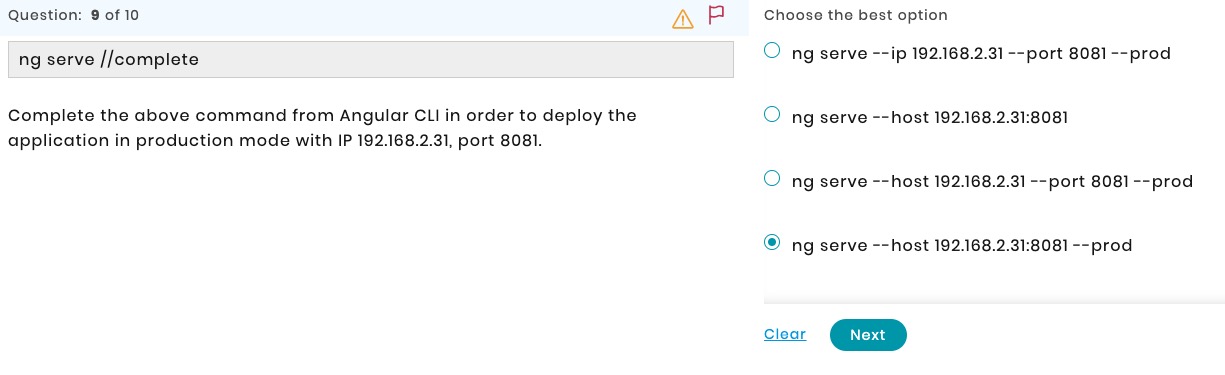 Question: 9 of 10
ng serve //complete
Complete the above command from Angular CLI in order to deploy the
application in production mode with IP 192.168.2.31, port 8081.
Choose the best option
ng serve --ip 192.168.2.31 --port 8081 --prod
ng serve --host 192.168.2.31:8081
ng serve --host 192.168.2.31 --port 8081 --prod
ng serve --host 192.168.2.31:8081 --prod
Clear
Next